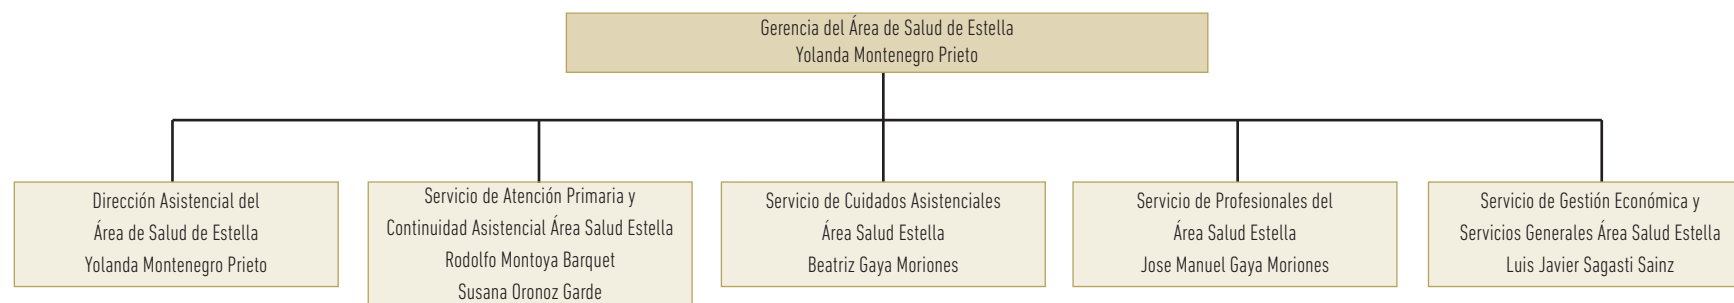 Gerencia del Área de Salud de Estella
Yolanda Montenegro Prieto
Dirección Asistencial del
Área de Salud de Estella
Yolanda Montenegro Prieto
Servicio de Atención Primaria y
Continuidad Asistencial Área Salud Estella
Rodolfo Montoya Barquet
Susana Oronoz Garde
Servicio de Cuidados Asistenciales
Área Salud Estella
Beatriz Gaya Moriones
Servicio de Profesionales del
Área Salud Estella
Jose Manuel Gaya Moriones
Servicio de Gestión Económica y
Servicios Generales Área Salud Estella
Luis Javier Sagasti Sainz